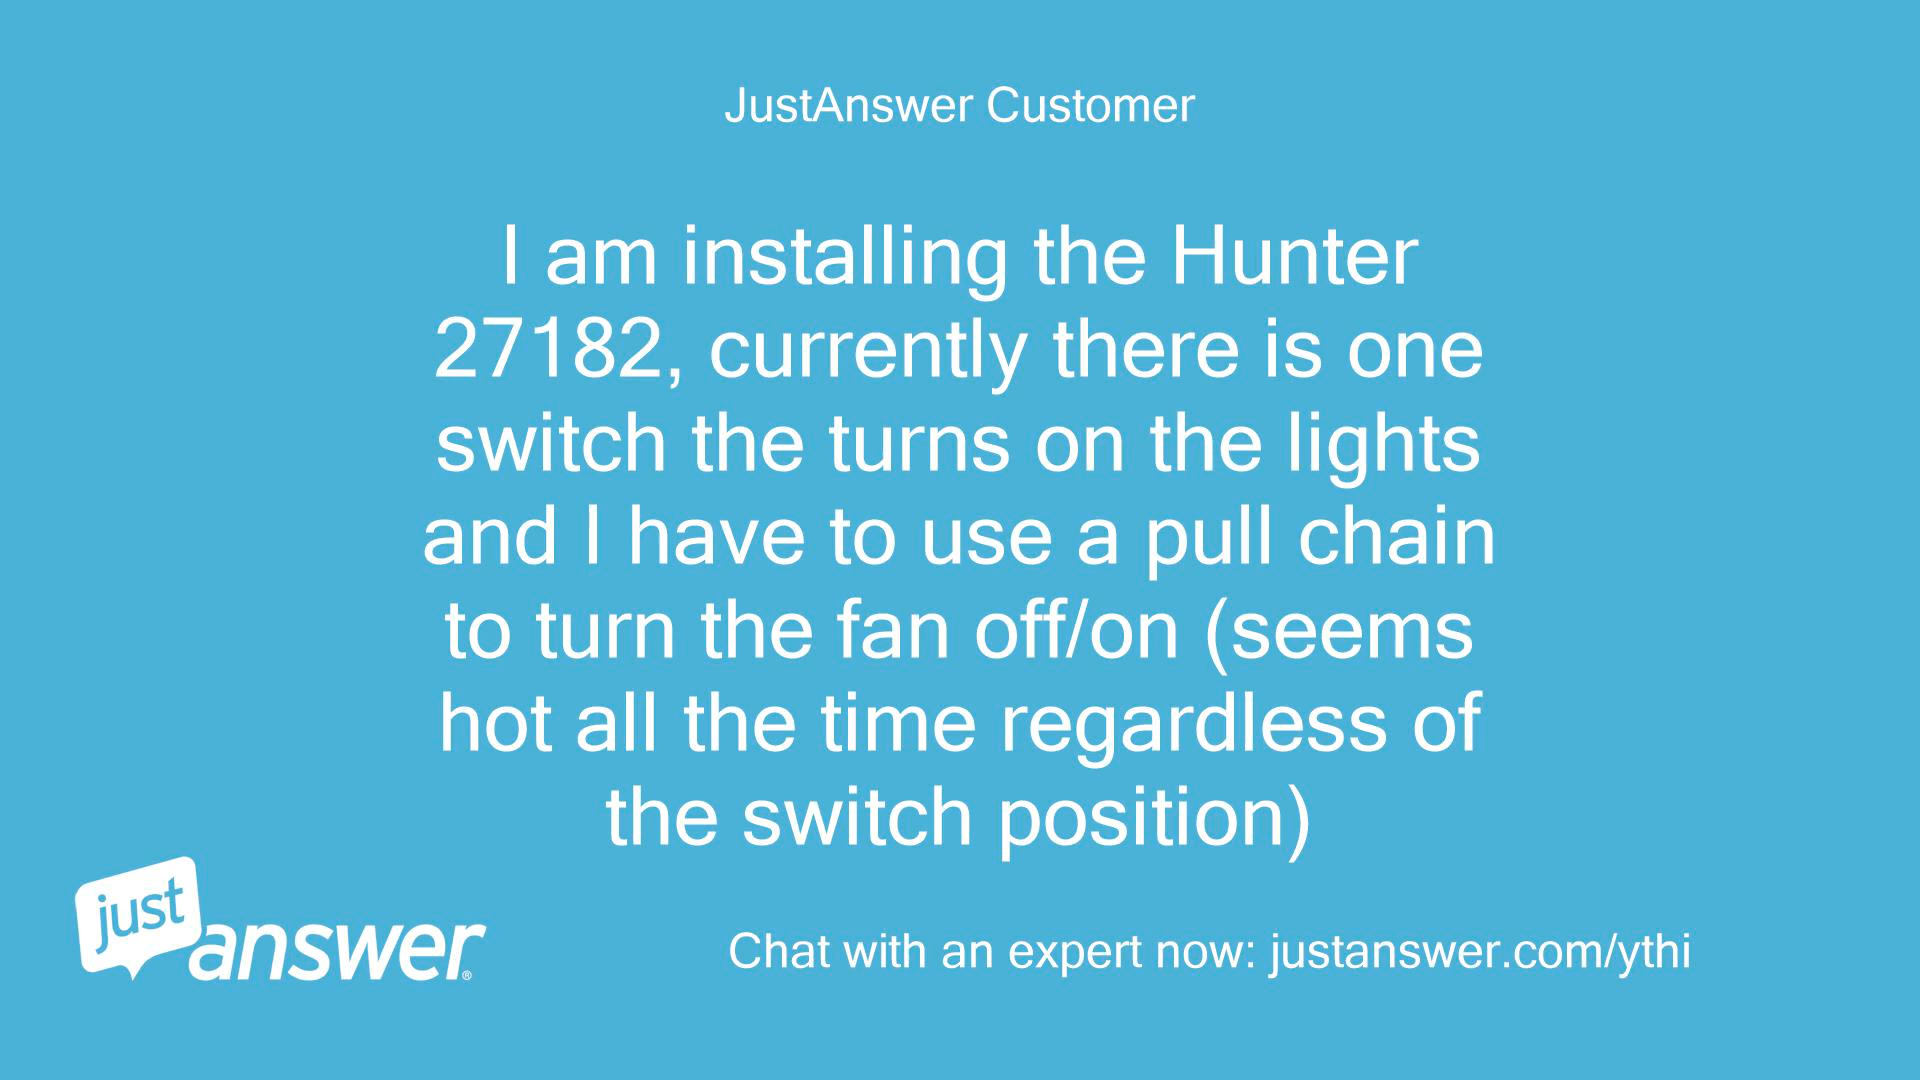 JustAnswer Customer
I am installing the Hunter
27182, currently there is one
switch the turns on the lights
and I have to use a pull chain
to turn the fan off/on (seems
hot all the time regardless of
the switch position)
just
answer®
Chat with an expert now: justanswer.com/ythi